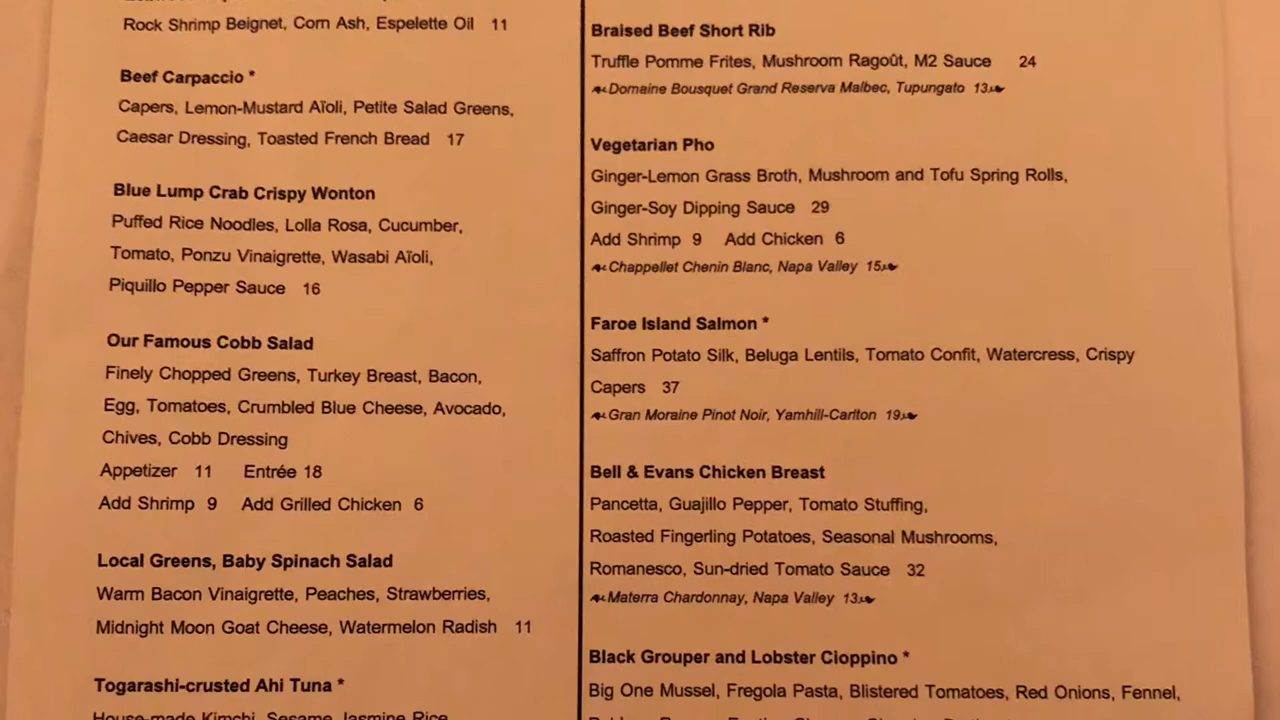 Rock Shrimp Beignet, Corn Ash, Espelette Oil 11
Beef Carpaccio *
Capers, Lemon-Mustard Aïoli, Petite Salad Greens,
Caesar Dressing, Toasted French Bread 17
Blue Lump Crab Crispy Wonton
Puffed Rice Noodles, Lolla Rosa, Cucumber,
Tomato, Ponzu Vinaigrette, Wasabi Aïoli,
Piquillo Pepper Sauce 16
Our Famous Cobb Salad
Finely Chopped Greens, Turkey Breast, Bacon,
Egg, Tomatoes, Crumbled Blue Cheese, Avocado,
Chives, Cobb Dressing
Appetizer 11 Entrée 18
Add Shrimp 9 Add Grilled Chicken 6
Local Greens, Baby Spinach Salad
Warm Bacon Vinaigrette, Peaches, Strawberries,
Midnight Moon Goat Cheese, Watermelon Radish 11
Togarashi-crusted Ahi Tuna *
House-made Kimchi, Sesame Jasmine Rice
Braised Beef Short Rib
Truffle Pomme Frites, Mushroom Ragoût, M2 Sauce 24
Domaine Bousquet Grand Reserva Malbec, Tupungato 13
Vegetarian Pho
Ginger-Lemon Grass Broth, Mushroom and Tofu Spring Rolls,
Ginger-Soy Dipping Sauce 29
Add Shrimp 9 Add Chicken 6
Chappellet Chenin Blanc, Napa Valley 15
Faroe Island Salmon *
Saffron Potato Silk, Beluga Lentils, Tomato Confit, Watercress, Crispy
Capers 37
Gran Moraine Pinot Noir, Yamhill-Carlton 19
Bell & Evans Chicken Breast
Pancetta, Guajillo Pepper, Tomato Stuffing,
Roasted Fingerling Potatoes, Seasonal Mushrooms,
Romanesco, Sun-dried Tomato Sauce 32
Materra Chardonnay, Napa Valley 13
Black Grouper and Lobster Cioppino *
Big One Mussel, Fregola Pasta, Blistered Tomatoes, Red Onions, Fennel,